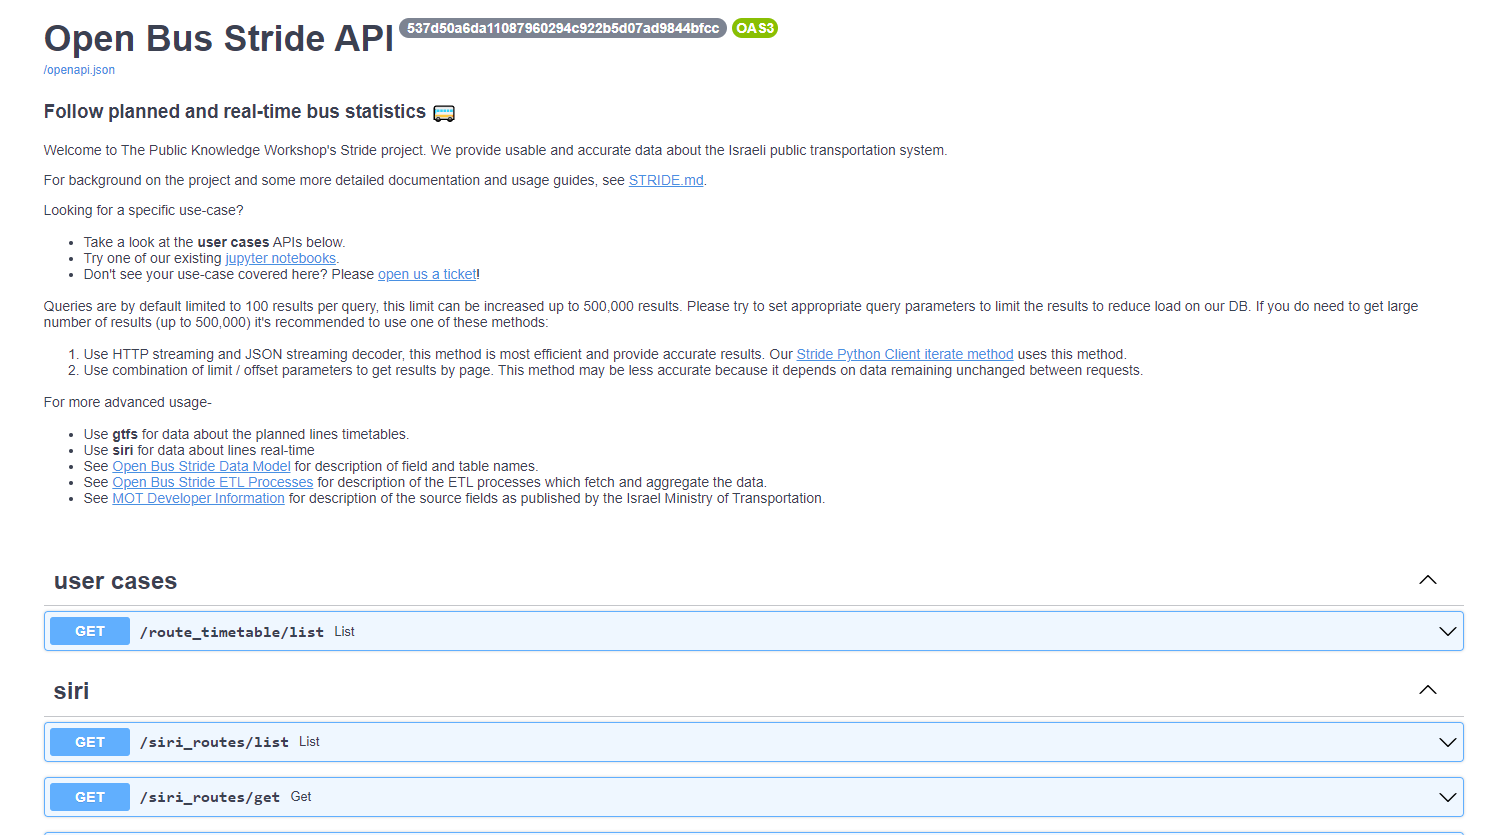 Open Bus Stride API 537d50a6da11087960294c922b5d07ad9844bfcc OAS3
/openapi.json
Follow planned and real-time bus statistics
Welcome to The Public Knowledge Workshop's Stride project. We provide usable and accurate data about the Israeli public transportation system.
For background on the project and some more detailed documentation and usage guides, see STRIDE.md.
Looking for a specific use-case?
• Take a look at the user cases APIs below.
• Try one of our existing jupyter notebooks.
• Don't see your use-case covered here? Please open us a ticket!
Queries are by default limited to 100 results per query, this limit can be increased up to 500,000 results. Please try to set appropriate query parameters to limit the results to reduce load on our DB. If you do need to get large
number of results (up to 500,000) it's recommended to use one of these methods:
1. Use HTTP streaming and JSON streaming decoder, this method is most efficient and provide accurate results. Our Stride Python Client iterate method uses this method.
2. Use combination of limit / offset parameters to get results by page. This method may be less accurate because it depends on data remaining unchanged between requests.
For more advanced usage-
• Use gtfs for data about the planned lines timetables.
• Use siri for data about lines real-time
• See Open Bus Stride Data Model for description of field and table names.
• See Open Bus Stride ETL Processes for description of the ETL processes which fetch and aggregate the data.
• See MOT Developer Information for description of the source fields as published by the Israel Ministry of Transportation.
user cases
GET /route_timetable/list List
siri
GET /siri_routes/list List
GET /siri_routes/get Get